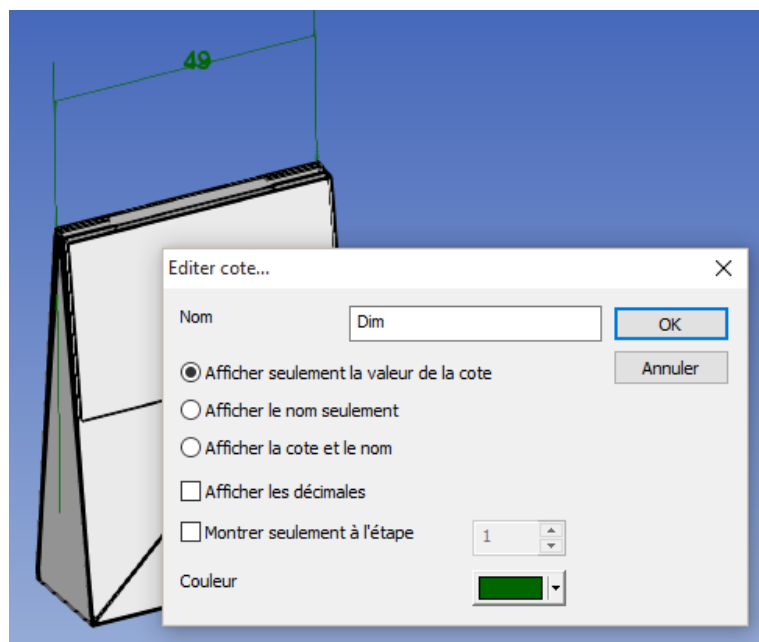 49
Editer cote...
Nom
Dim
OK
Afficher seulement la valeur de la cote
Annuler
Afficher le nom seulement
Afficher la cote et le nom
Afficher les décimales
Montrer seulement à l'étape
1
Couleur